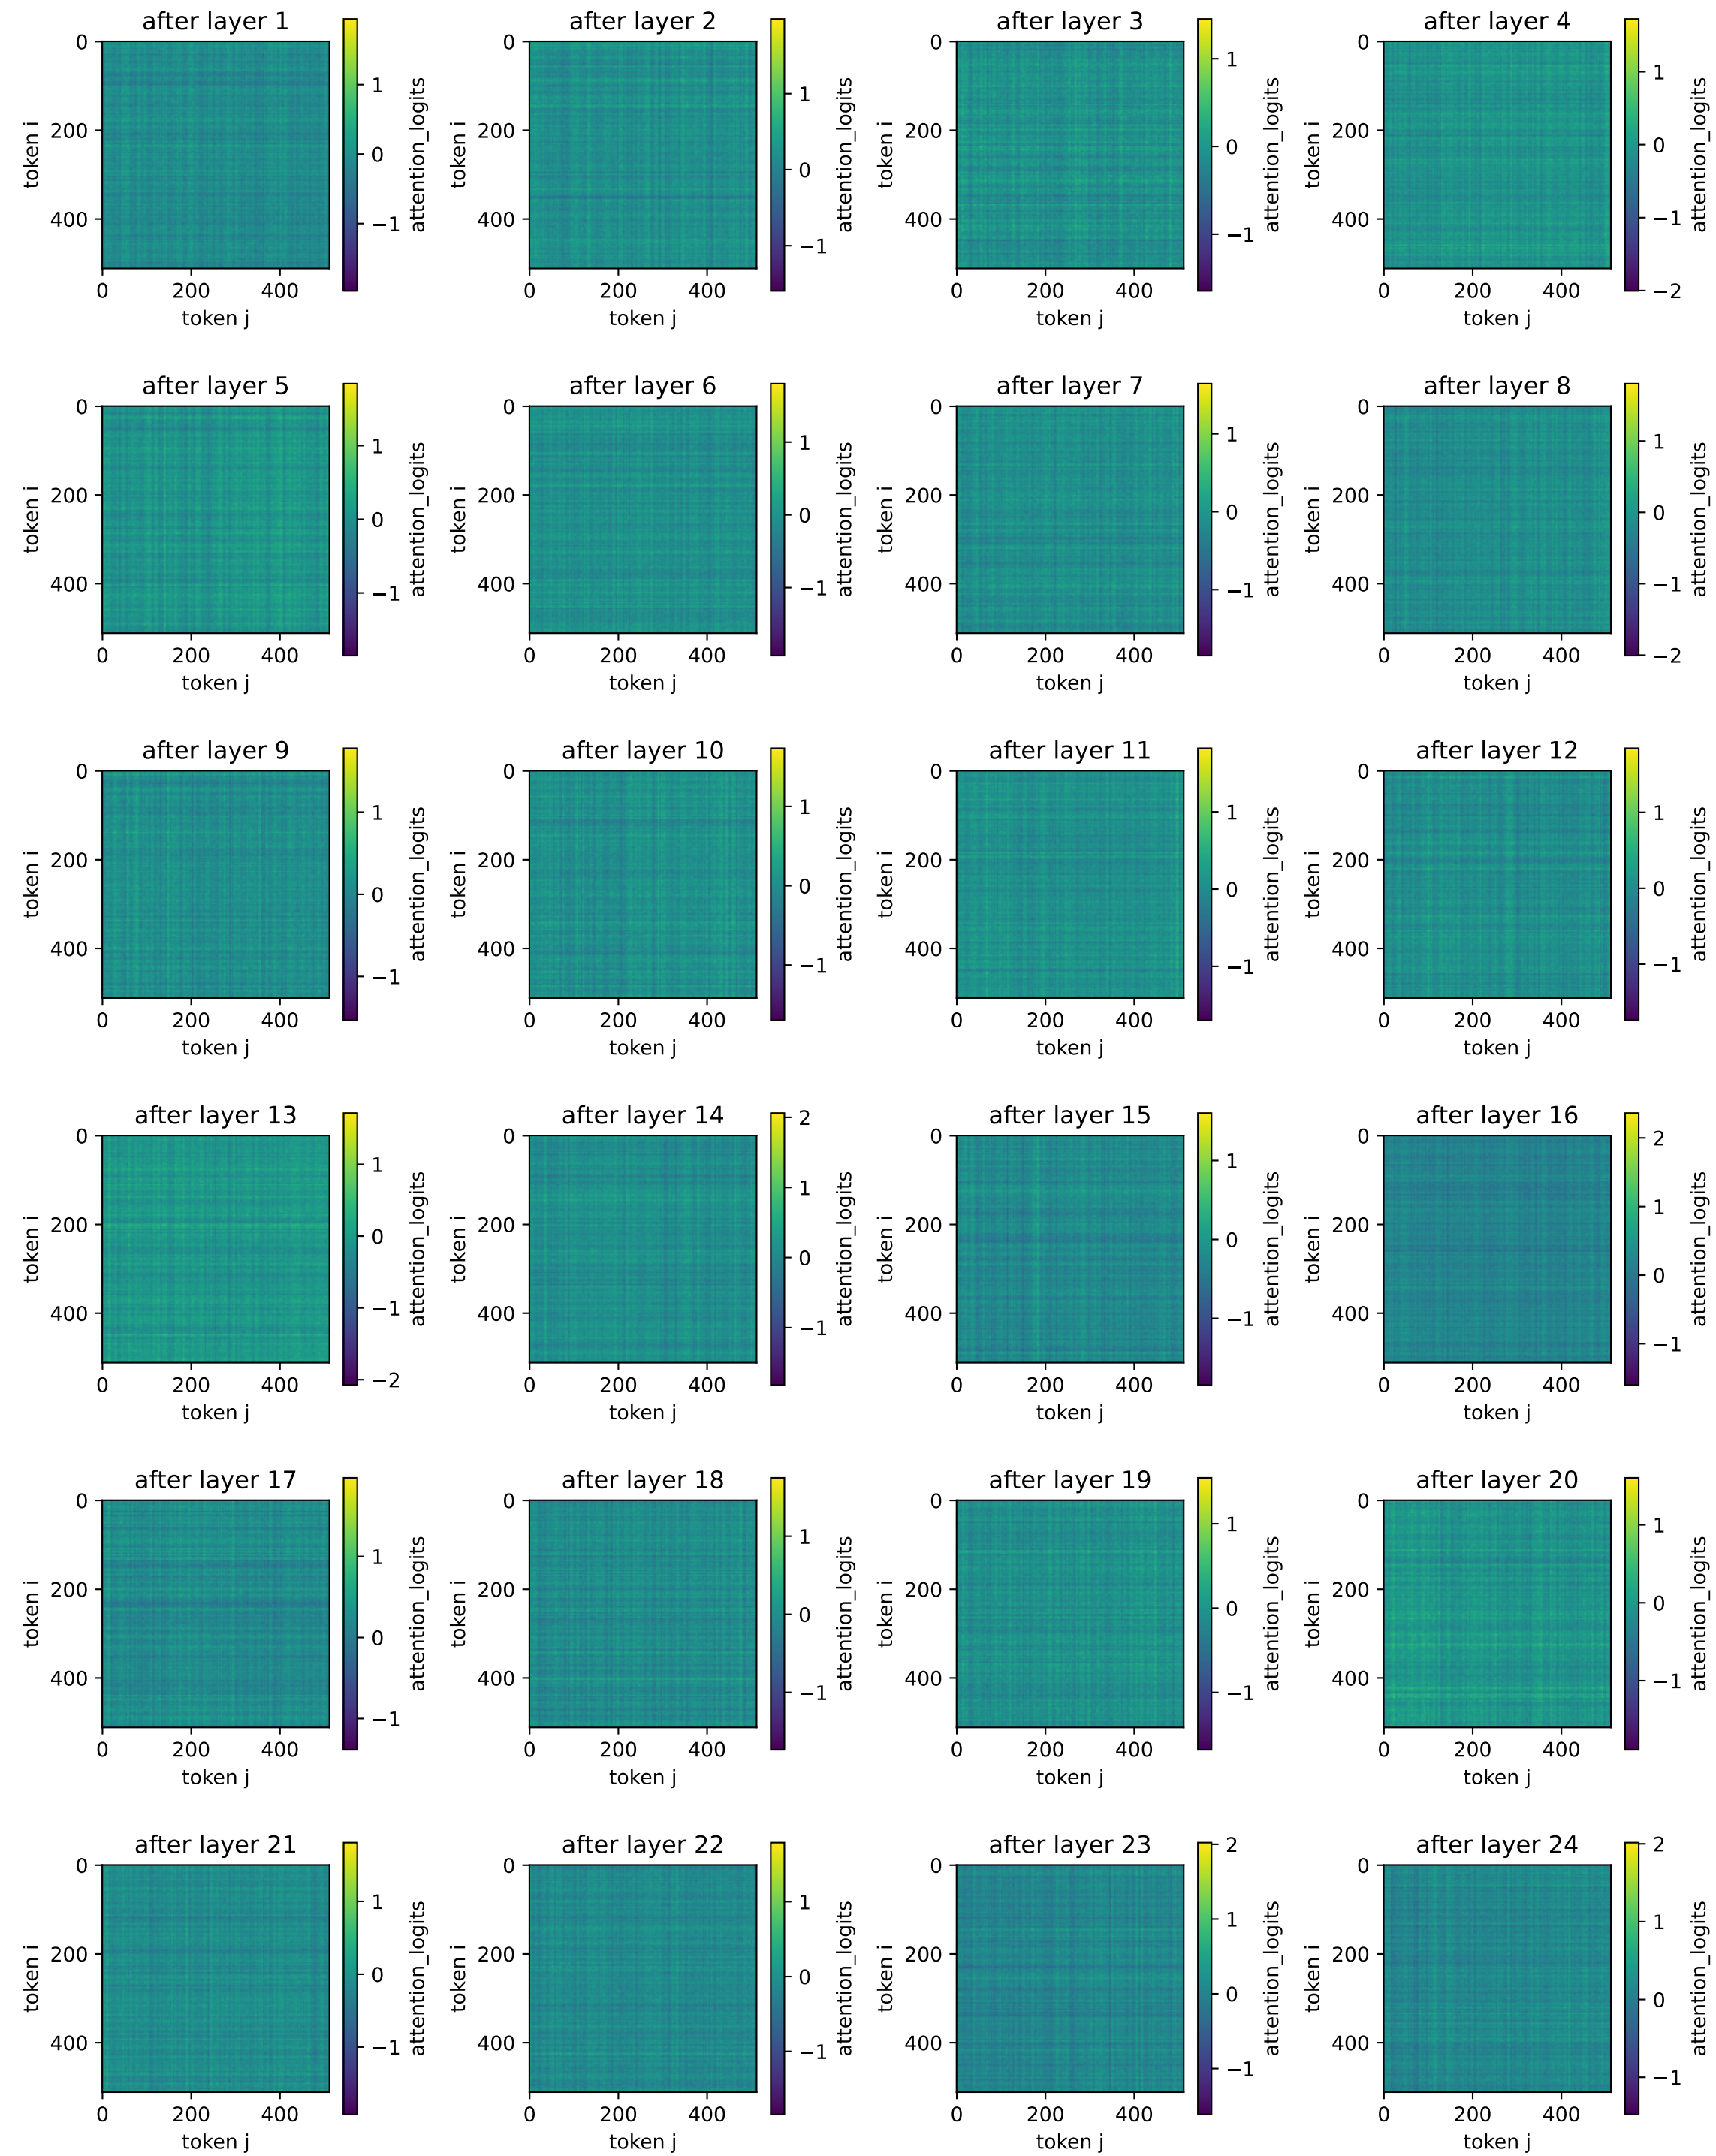 after layer 1
0
200
400
0 200 400
token j
token i
1
0
−1
attention_logits
after layer 2
0
200
400
0 200 400
token j
token i
1
0
−1
attention_logits
after layer 3
0
200
400
0 200 400
token j
token i
1
0
−1
attention_logits
after layer 4
0
200
400
0 200 400
token j
token i
1
0
−1
−2
attention_logits
after layer 5
0
200
400
0 200 400
token j
token i
1
0
−1
attention_logits
after layer 6
0
200
400
0 200 400
token j
token i
1
0
−1
attention_logits
after layer 7
0
200
400
0 200 400
token j
token i
1
0
−1
attention_logits
after layer 8
0
200
400
0 200 400
token j
token i
1
0
−1
−2
attention_logits
after layer 9
0
200
400
0 200 400
token j
token i
1
0
−1
attention_logits
after layer 10
0
200
400
0 200 400
token j
token i
1
0
−1
attention_logits
after layer 11
0
200
400
0 200 400
token j
token i
1
0
−1
attention_logits
after layer 12
0
200
400
0 200 400
token j
token i
1
0
−1
attention_logits
after layer 13
0
200
400
0 200 400
token j
token i
1
0
−1
−2
attention_logits
after layer 14
0
200
400
0 200 400
token j
token i
2
1
0
−1
attention_logits
after layer 15
0
200
400
0 200 400
token j
token i
1
0
−1
attention_logits
after layer 16
0
200
400
0 200 400
token j
token i
2
1
0
−1
attention_logits
after layer 17
0
200
400
0 200 400
token j
token i
1
0
−1
attention_logits
after layer 18
0
200
400
0 200 400
token j
token i
1
0
−1
attention_logits
after layer 19
0
200
400
0 200 400
token j
token i
1
0
−1
attention_logits
after layer 20
0
200
400
0 200 400
token j
token i
1
0
−1
attention_logits
after layer 21
0
200
400
0 200 400
token j
token i
1
0
−1
attention_logits
after layer 22
0
200
400
0 200 400
token j
token i
1
0
−1
attention_logits
after layer 23
0
200
400
0 200 400
token j
token i
2
1
0
−1
attention_logits
after layer 24
0
200
400
0 200 400
token j
token i
2
1
0
−1
attention_logits